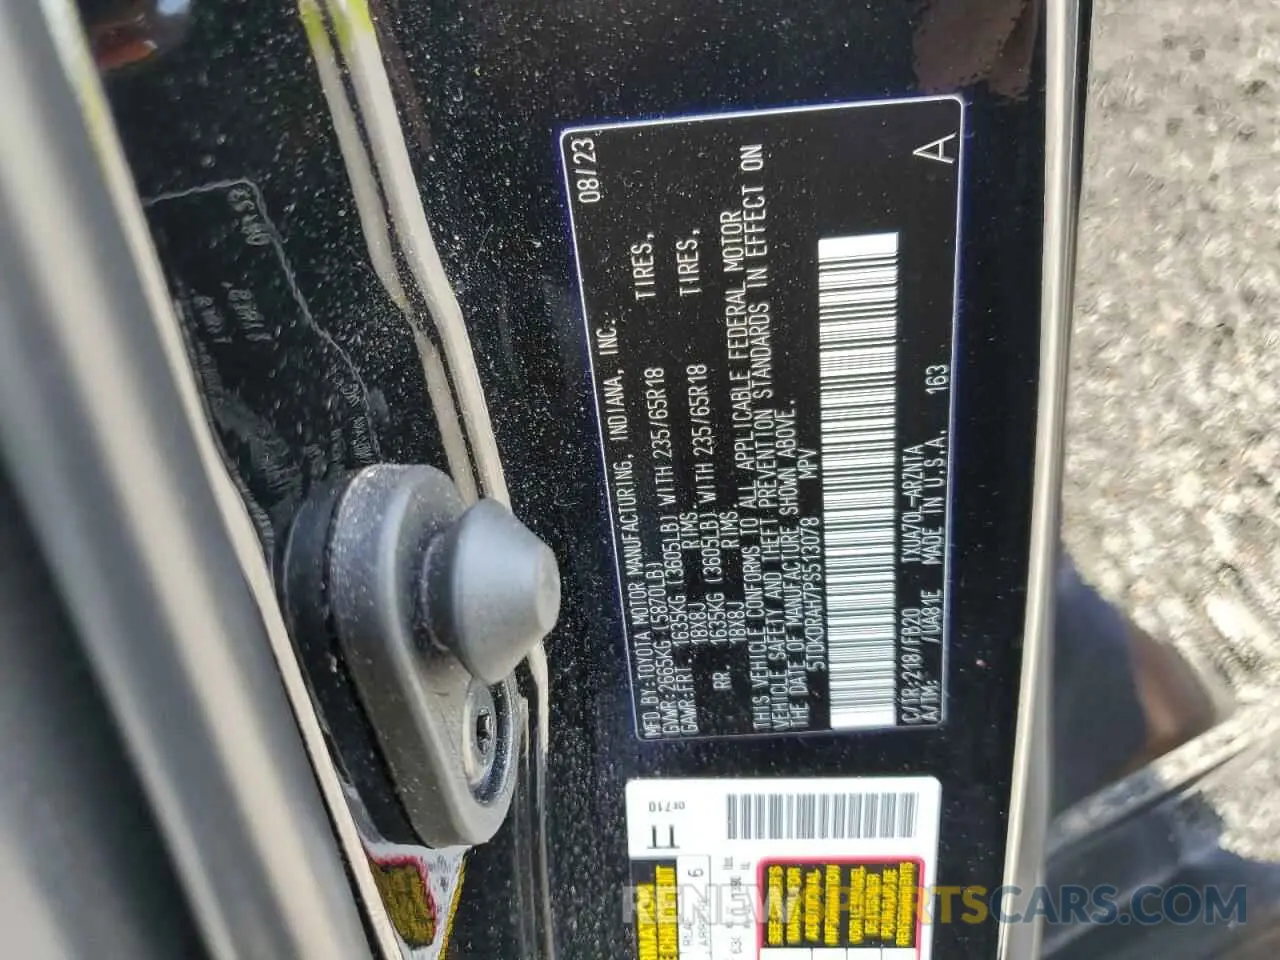 MFD.BY:TOYOTA MOTOR MANUFACTURING, INDIANA, INC. 08/23
GVWR:2665KG (5870LB)
GAWR:FRT. 1635KG (3605LB) WITH 235/65R18 TIRES,
18X8J RIMS,
RR. 1635KG (3605LB) WITH 235/65R18 TIRES,
18X8J RIMS,
THIS VEHICLE CONFORMS TO ALL APPLICABLE FEDERAL MOTOR
VEHICLE SAFETY AND THEFT PREVENTION STANDARDS IN EFFECT ON
THE DATE OF MANUFACTURE SHOWN ABOVE.
5TDKDRAH7PS513078 MPV
C/TR:218/FB20 TXUA70L-ARZNTA 163 A
A/TM: /UA81E MADE IN U.S.A.
0F710
6
RENEWSPORTSCARS.COM